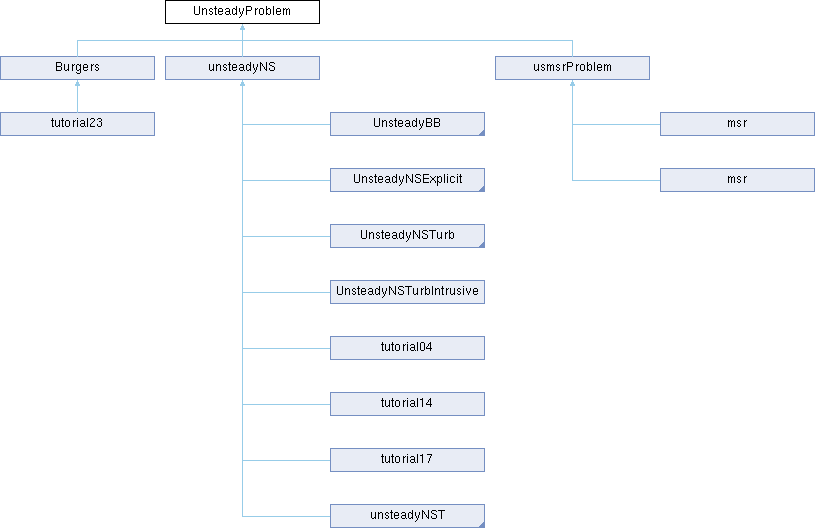 UnsteadyProblem
Burgers
unsteadyNS
usmsrProblem
tutorial23
UnsteadyBB
msr
UnsteadyNSExplicit
msr
UnsteadyNSTurb
UnsteadyNSTurbIntrusive
tutorial04
tutorial14
tutorial17
unsteadyNST